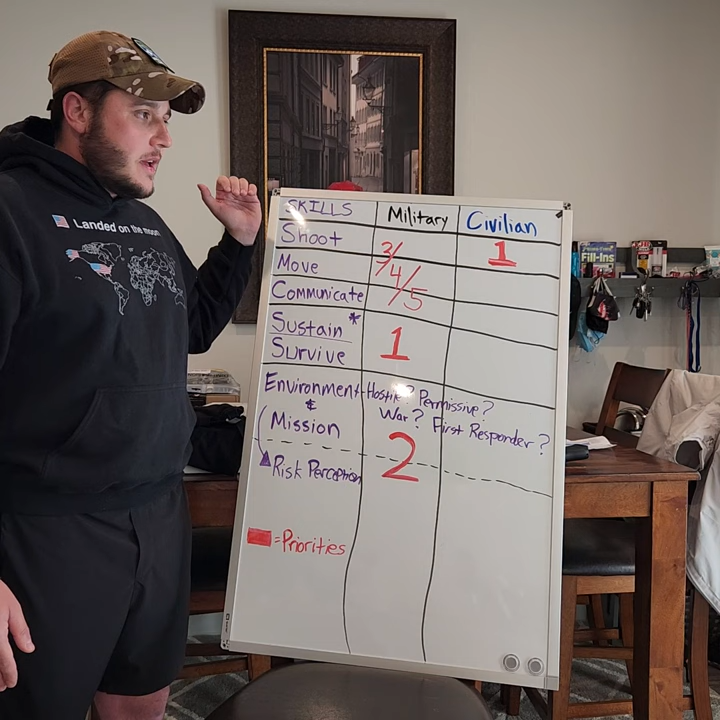 Landed on the moon
SKILLS Military Civilian
Shoot 3/4/5 1
Move
Communicate
Sustain *
Survive 1
Environment - Hostile? Permissive?
& War? First Responder?
Mission 2
Risk Perception
= Priorities
Fill-Ins